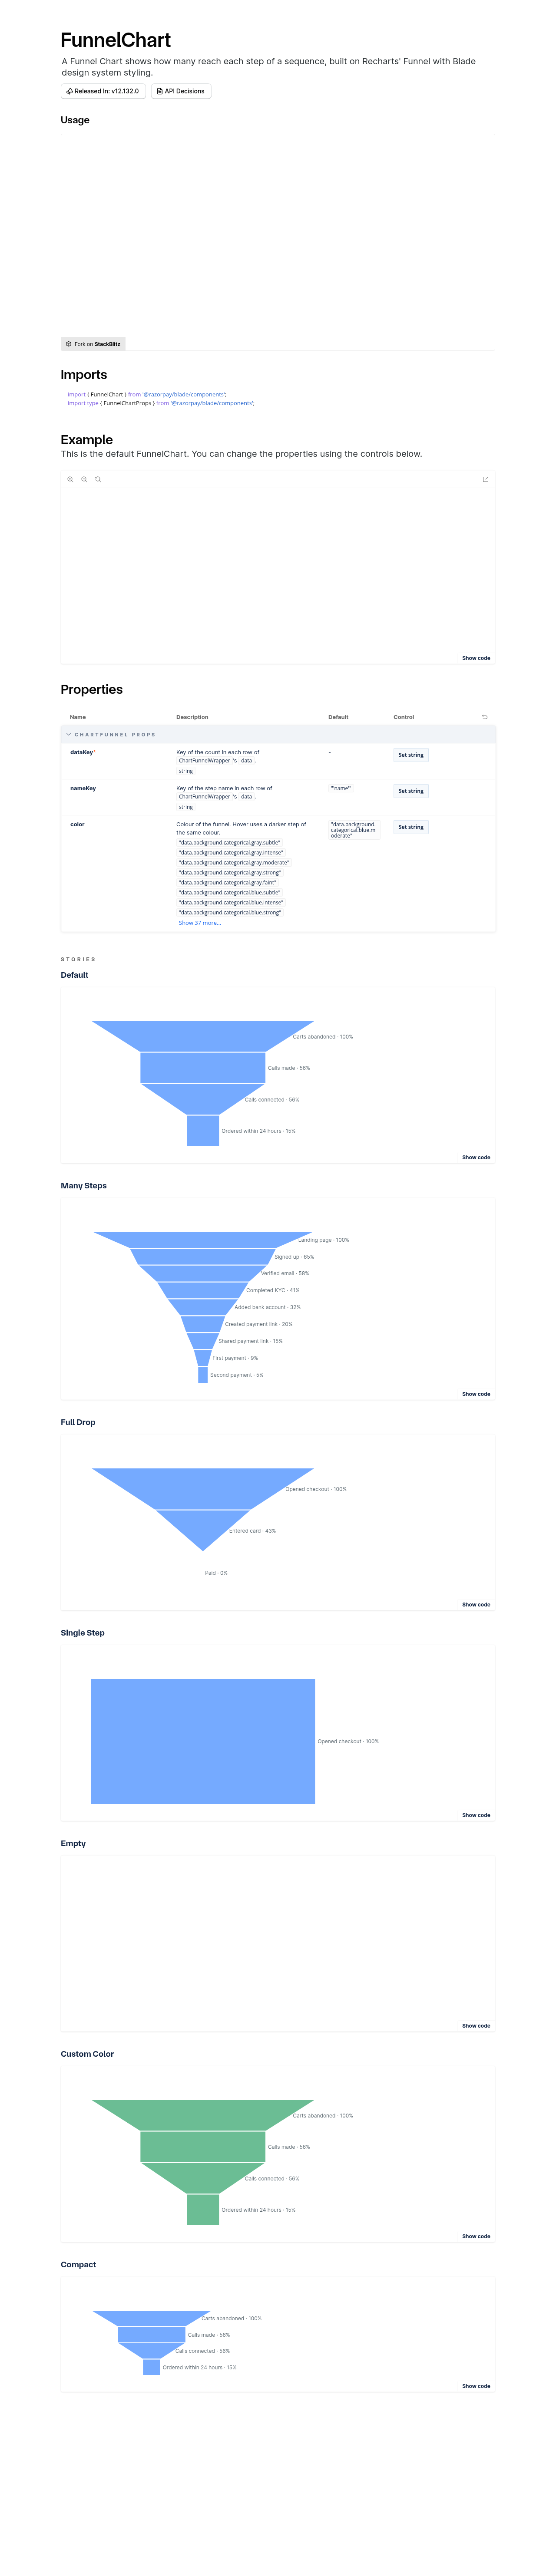 FunnelChart
A Funnel Chart shows how many reach each step of a sequence, built on Recharts' Funnel with Blade
design system styling.
Released In: v12.132.0
API Decisions
Usage
Fork on StackBlitz
Imports
import { FunnelChart } from '@razorpay/blade/components';
import type { FunnelChartProps } from '@razorpay/blade/components';
Example
This is the default FunnelChart. You can change the properties using the controls below.
Show code
Properties
Name Description Default Control
CHARTFUNNEL PROPS
dataKey* Key of the count in each row of - Set string
ChartFunnelWrapper 's data .
string
nameKey Key of the step name in each row of "'name'" Set string
ChartFunnelWrapper 's data .
string
color Colour of the funnel. Hover uses a darker step of "data.background. Set string
the same colour. categorical.blue.m
oderate"
"data.background.categorical.gray.subtle"
"data.background.categorical.gray.intense"
"data.background.categorical.gray.moderate"
"data.background.categorical.gray.strong"
"data.background.categorical.gray.faint"
"data.background.categorical.blue.subtle"
"data.background.categorical.blue.intense"
"data.background.categorical.blue.strong"
Show 37 more...
STORIES
Default
Carts abandoned · 100%
Calls made · 56%
Calls connected · 56%
Ordered within 24 hours · 15%
Show code
Many Steps
Landing page · 100%
Signed up · 65%
Verified email · 58%
Completed KYC · 41%
Added bank account · 32%
Created payment link · 20%
Shared payment link · 15%
First payment · 9%
Second payment · 5%
Show code
Full Drop
Opened checkout · 100%
Entered card · 43%
Paid · 0%
Show code
Single Step
Opened checkout · 100%
Show code
Empty
Show code
Custom Color
Carts abandoned · 100%
Calls made · 56%
Calls connected · 56%
Ordered within 24 hours · 15%
Show code
Compact
Carts abandoned · 100%
Calls made · 56%
Calls connected · 56%
Ordered within 24 hours · 15%
Show code